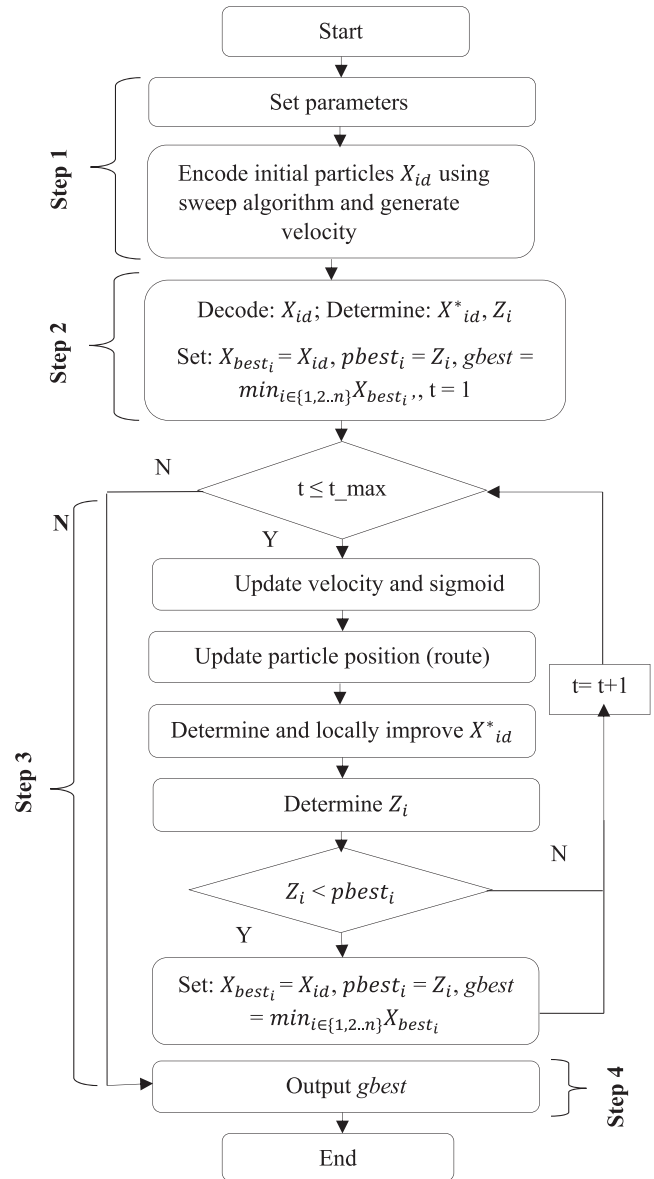 Start
Step 1
Set parameters
Encode initial particles X_id using
sweep algorithm and generate
velocity
Step 2
Decode: X_id; Determine: X*_id, Z_i
Set: X_best_i = X_id, pbest_i = Z_i, gbest =
min_i∈{1,2..n} X_best_i,, t = 1
N
t ≤ t_max
N
Y
Update velocity and sigmoid
Update particle position (route)
t= t+1
Determine and locally improve X*_id
Step 3
Determine Z_i
N
Z_i < pbest_i
Y
Set: X_best_i = X_id, pbest_i = Z_i, gbest
= min_i∈{1,2..n} X_best_i
Output gbest
Step 4
End